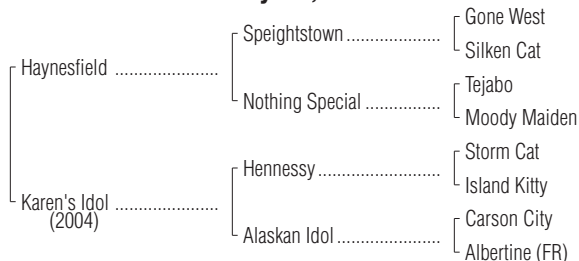 Gone West
Speightstown
Silken Cat
Haynesfield
Tejabo
Nothing Special
Moody Maiden
Storm Cat
Hennessy
Island Kitty
Karen's Idol
(2004)
Carson City
Alaskan Idol
Albertine (FR)